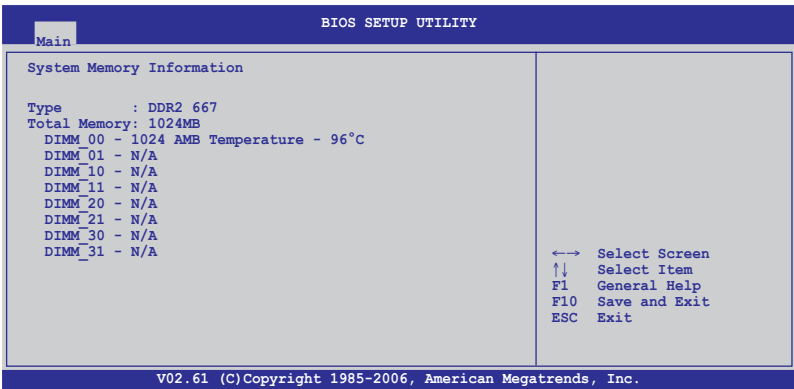 BIOS SETUP UTILITY
Main
System Memory Information
Type : DDR2 667
Total Memory: 1024MB
DIMM_00 - 1024 AMB Temperature - 96°C
DIMM_01 - N/A
DIMM_10 - N/A
DIMM_11 - N/A
DIMM_20 - N/A
DIMM_21 - N/A
DIMM_30 - N/A
DIMM_31 - N/A
←→ Select Screen
↑↓ Select Item
F1 General Help
F10 Save and Exit
ESC Exit
V02.61 (C)Copyright 1985-2006, American Megatrends, Inc.